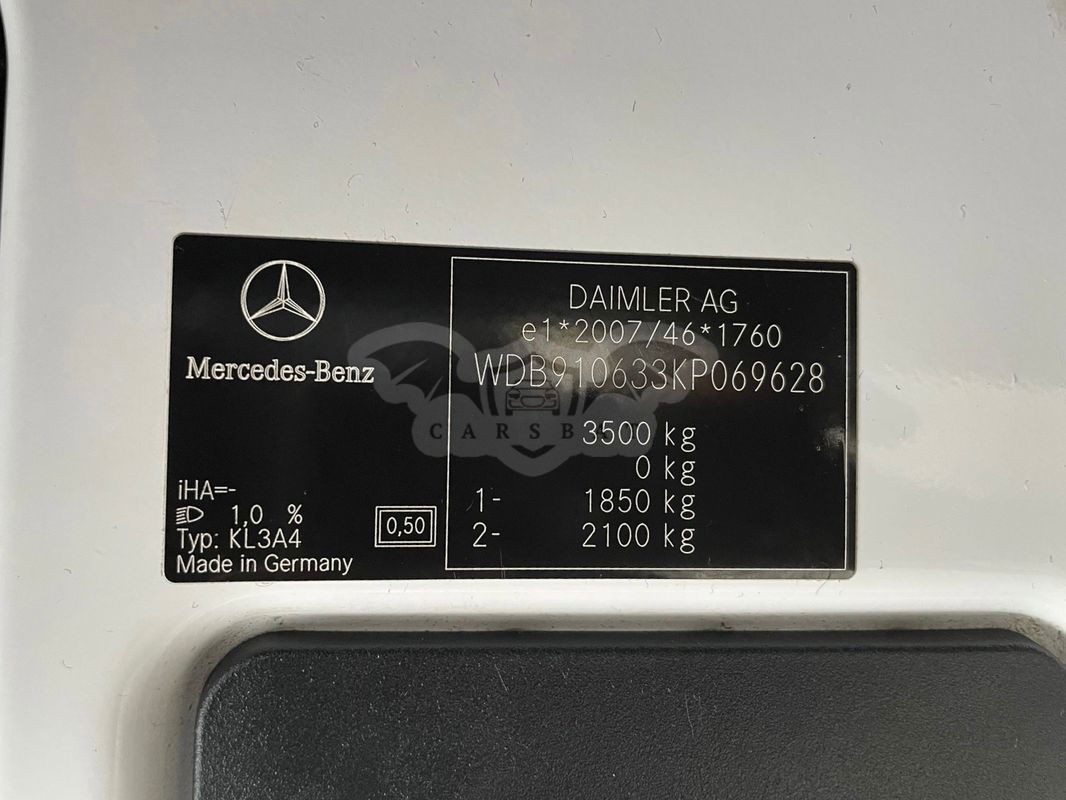 Mercedes-Benz
iHA=-
1,0 %
Typ: KL3A4
Made in Germany
0,50
DAIMLER AG
e1*2007/46*1760
WDB910633KP069628
3500 kg
0 kg
1- 1850 kg
2- 2100 kg